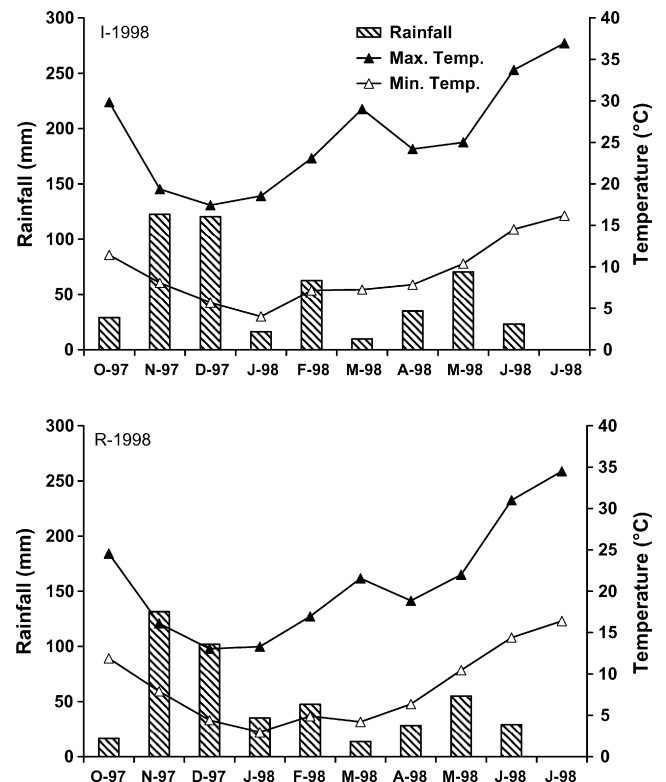 I-1998
Rainfall
Max. Temp.
Min. Temp.
Rainfall (mm)
300
250
200
150
100
50
0
Temperature (°C)
40
35
30
25
20
15
10
5
0
O-97 N-97 D-97 J-98 F-98 M-98 A-98 M-98 J-98 J-98
R-1998
Rainfall (mm)
300
250
200
150
100
50
0
Temperature (°C)
40
35
30
25
20
15
10
5
0
O-97 N-97 D-97 J-98 F-98 M-98 A-98 M-98 J-98 J-98